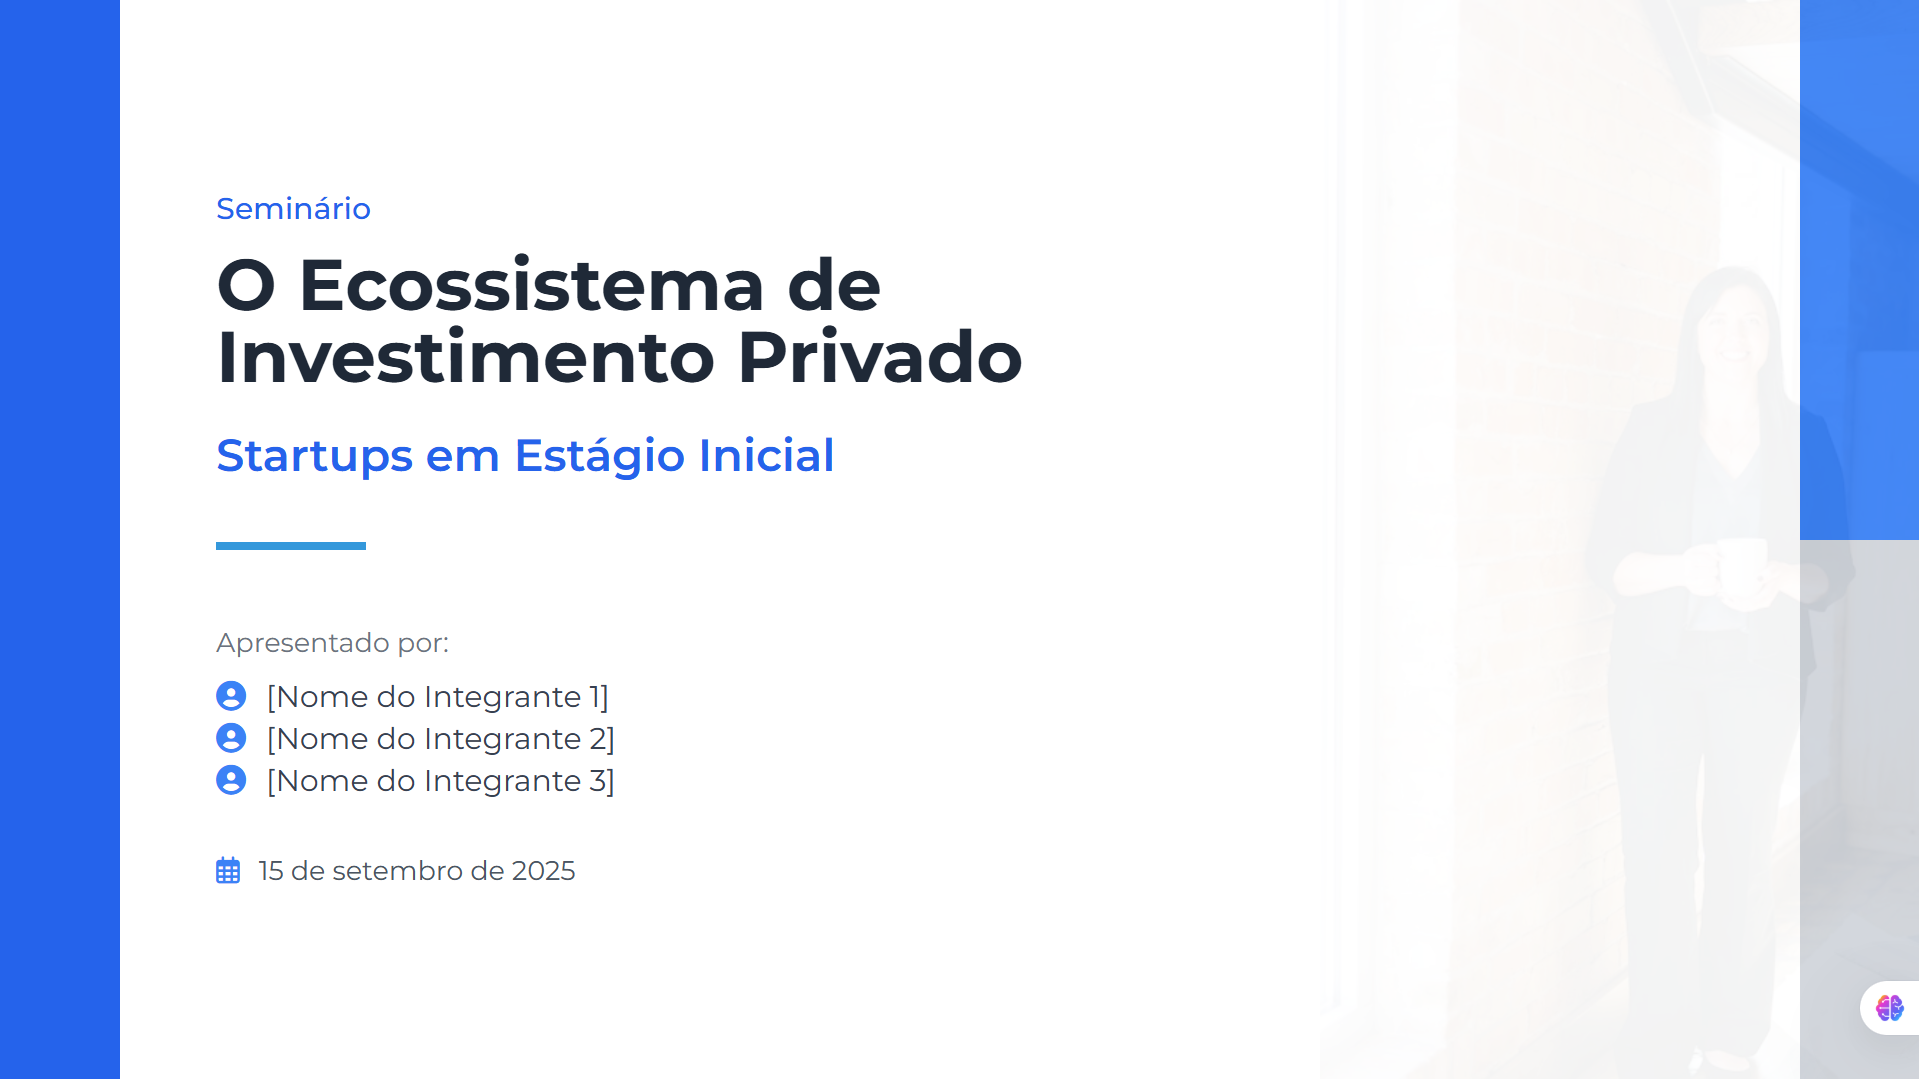 Seminário
O Ecossistema de
Investimento Privado
Startups em Estágio Inicial
Apresentado por:
[Nome do Integrante 1]
[Nome do Integrante 2]
[Nome do Integrante 3]
15 de setembro de 2025